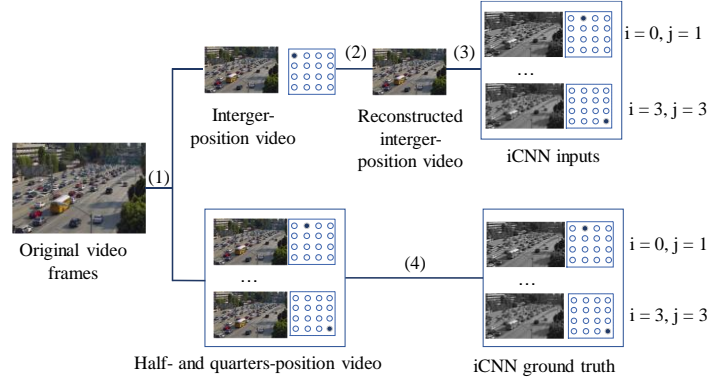 i = 0, j = 1
(2)
(3)
...
Interger-
position video
Reconstructed
interger-
position video
i = 3, j = 3
iCNN inputs
(1)
Original video
frames
i = 0, j = 1
...
(4)
...
i = 3, j = 3
Half- and quarters-position video
iCNN ground truth